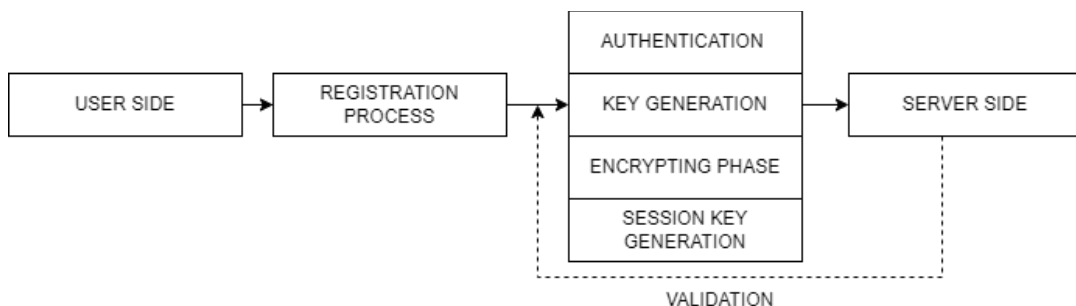 USER SIDE
REGISTRATION
PROCESS
AUTHENTICATION
KEY GENERATION
ENCRYPTING PHASE
SESSION KEY
GENERATION
SERVER SIDE
VALIDATION